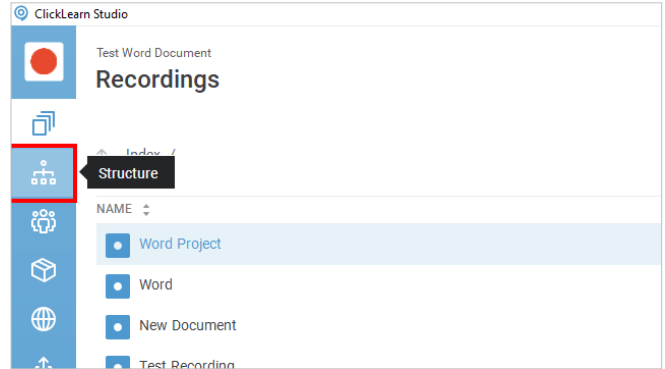 ClickLearn Studio
Test Word Document
Recordings
Index /
Structure
NAME
Word Project
Word
New Document
Test Recording